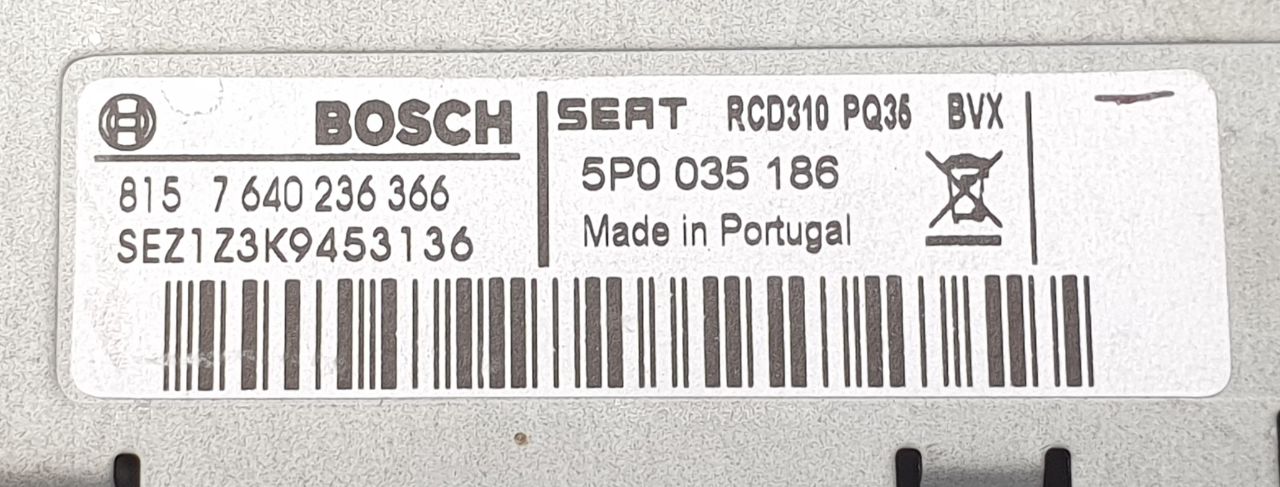 BOSCH
815 7 640 236 366
SEZ1Z3K9453136
SEAT RCD310 PQ35 BVX
5P0 035 186
Made in Portugal